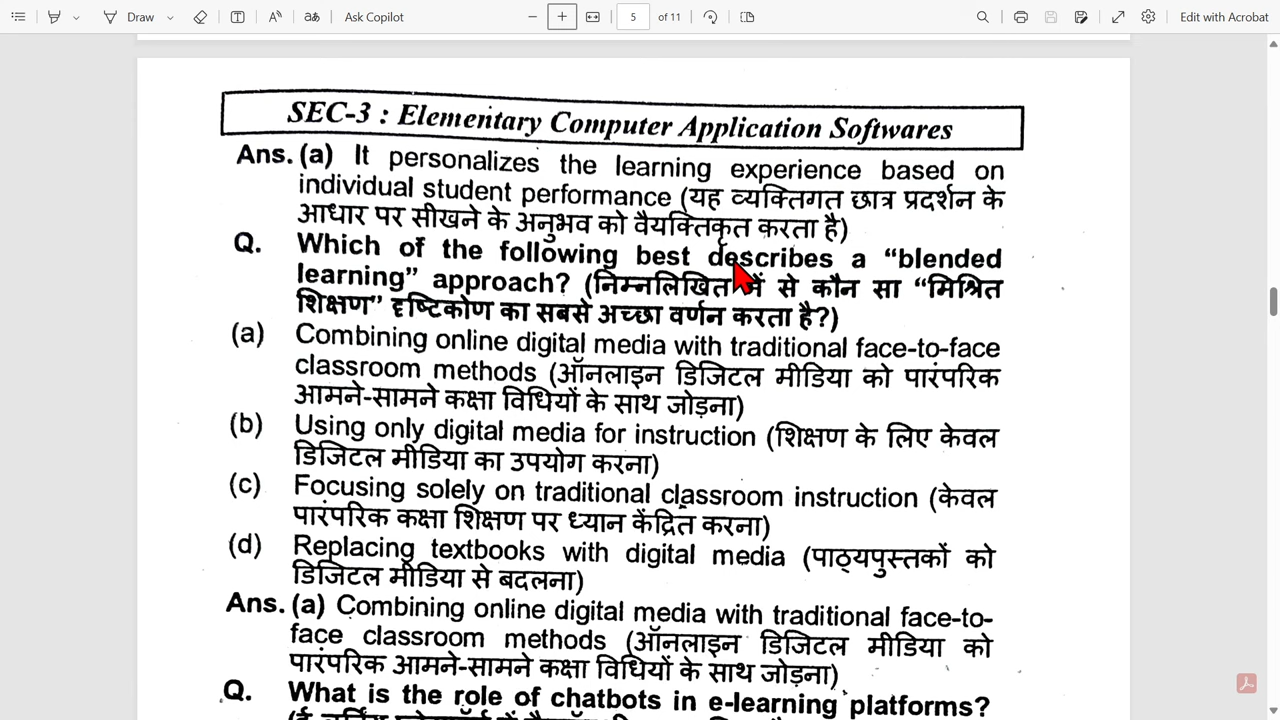 Draw
Ask Copilot
5 of 11
Edit with Acrobat
SEC-3 : Elementary Computer Application Softwares
Ans. (a) It personalizes the learning experience based on
individual student performance (यह व्यक्तिगत छात्र प्रदर्शन के
आधार पर सीखने के अनुभव को वैयक्तिकृत करता है)
Q. Which of the following best describes a “blended
learning” approach? (निम्नलिखित में से कौन सा “मिश्रित
शिक्षण” दृष्टिकोण का सबसे अच्छा वर्णन करता है?)
(a) Combining online digital media with traditional face-to-face
classroom methods (ऑनलाइन डिजिटल मीडिया को पारंपरिक
आमने-सामने कक्षा विधियों के साथ जोड़ना)
(b) Using only digital media for instruction (शिक्षण के लिए केवल
डिजिटल मीडिया का उपयोग करना)
(c) Focusing solely on traditional classroom instruction (केवल
पारंपरिक कक्षा शिक्षण पर ध्यान केंद्रित करना)
(d) Replacing textbooks with digital media (पाठ्यपुस्तकों को
डिजिटल मीडिया से बदलना)
Ans. (a) Combining online digital media with traditional face-to-
face classroom methods (ऑनलाइन डिजिटल मीडिया को
पारंपरिक आमने-सामने कक्षा विधियों के साथ जोड़ना)
Q. What is the role of chatbots in e-learning platforms?